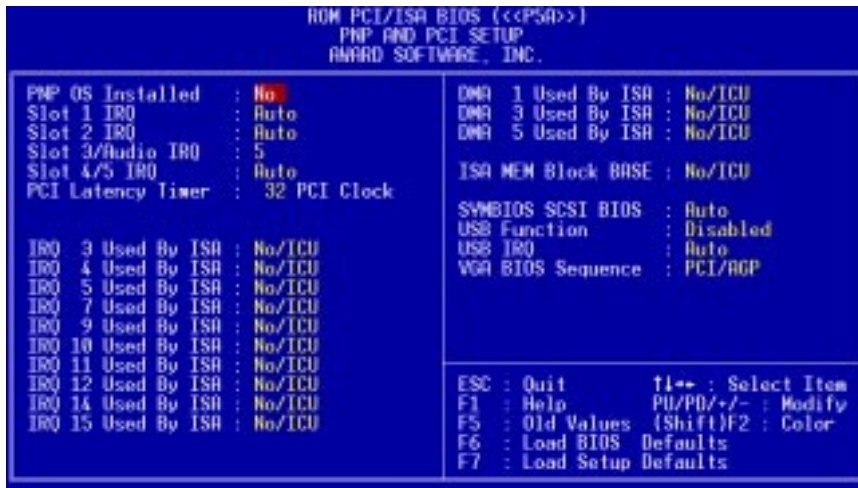 ROM PCI/ISA BIOS (<<P5A>>)
PNP AND PCI SETUP
AWARD SOFTWARE, INC.
PNP OS Installed : No
Slot 1 IRQ : Auto
Slot 2 IRQ : Auto
Slot 3/Audio IRQ : 5
Slot 4/5 IRQ : Auto
PCI Latency Timer : 32 PCI Clock
IRQ 3 Used By ISA : No/ICU
IRQ 4 Used By ISA : No/ICU
IRQ 5 Used By ISA : No/ICU
IRQ 7 Used By ISA : No/ICU
IRQ 9 Used By ISA : No/ICU
IRQ 10 Used By ISA : No/ICU
IRQ 11 Used By ISA : No/ICU
IRQ 12 Used By ISA : No/ICU
IRQ 14 Used By ISA : No/ICU
IRQ 15 Used By ISA : No/ICU
DMA 1 Used By ISA : No/ICU
DMA 3 Used By ISA : No/ICU
DMA 5 Used By ISA : No/ICU
ISA MEM Block BASE : No/ICU
SYMBIOS SCSI BIOS : Auto
USB Function : Disabled
USB IRQ : Auto
VGA BIOS Sequence : PCI/AGP
ESC : Quit ↑↓→← : Select Item
F1 : Help PU/PD/+/- : Modify
F5 : Old Values (Shift)F2 : Color
F6 : Load BIOS Defaults
F7 : Load Setup Defaults